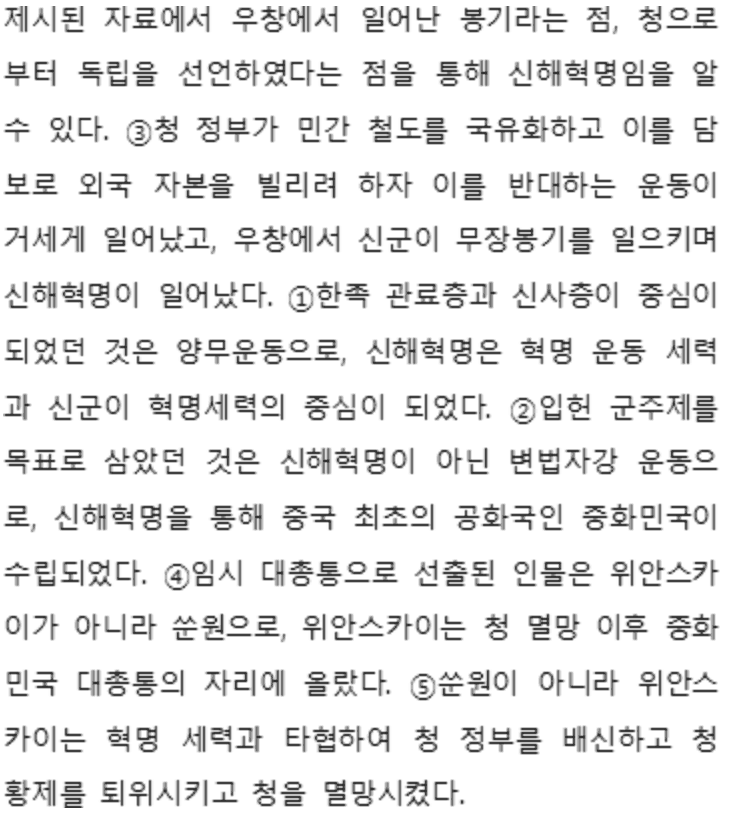 제시된 자료에서 우창에서 일어난 봉기라는 점, 청으로
부터 독립을 선언하였다는 점을 통해 신해혁명임을 알
수 있다. ③청 정부가 민간 철도를 국유화하고 이를 담
보로 외국 자본을 빌리려 하자 이를 반대하는 운동이
거세게 일어났고, 우창에서 신군이 무장봉기를 일으키며
신해혁명이 일어났다. ①한족 관료층과 신사층이 중심이
되었던 것은 양무운동으로, 신해혁명은 혁명 운동 세력
과 신군이 혁명세력의 중심이 되었다. ②입헌 군주제를
목표로 삼았던 것은 신해혁명이 아닌 변법자강 운동으
로, 신해혁명을 통해 중국 최초의 공화국인 중화민국이
수립되었다. ④임시 대총통으로 선출된 인물은 위안스카
이가 아니라 쑨원으로, 위안스카이는 청 멸망 이후 중화
민국 대총통의 자리에 올랐다. ⑤쑨원이 아니라 위안스
카이는 혁명 세력과 타협하여 청 정부를 배신하고 청
황제를 퇴위시키고 청을 멸망시켰다.